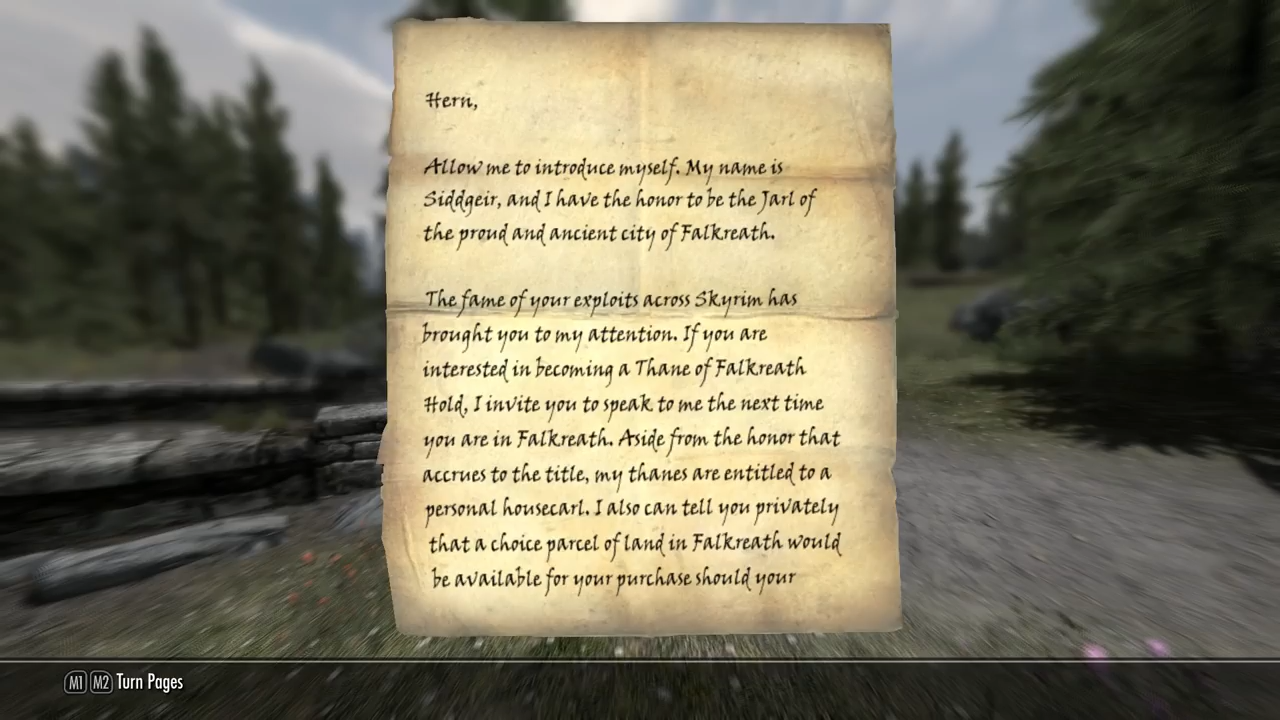 Hern,
Allow me to introduce myself. My name is
Siddgeir, and I have the honor to be the Jarl of
the proud and ancient city of Falkreath.
The fame of your exploits across Skyrim has
brought you to my attention. If you are
interested in becoming a Thane of Falkreath
Hold, I invite you to speak to me the next time
you are in Falkreath. Aside from the honor that
accrues to the title, my thanes are entitled to a
personal housecarl. I also can tell you privately
that a choice parcel of land in Falkreath would
be available for your purchase should your
M1 M2 Turn Pages